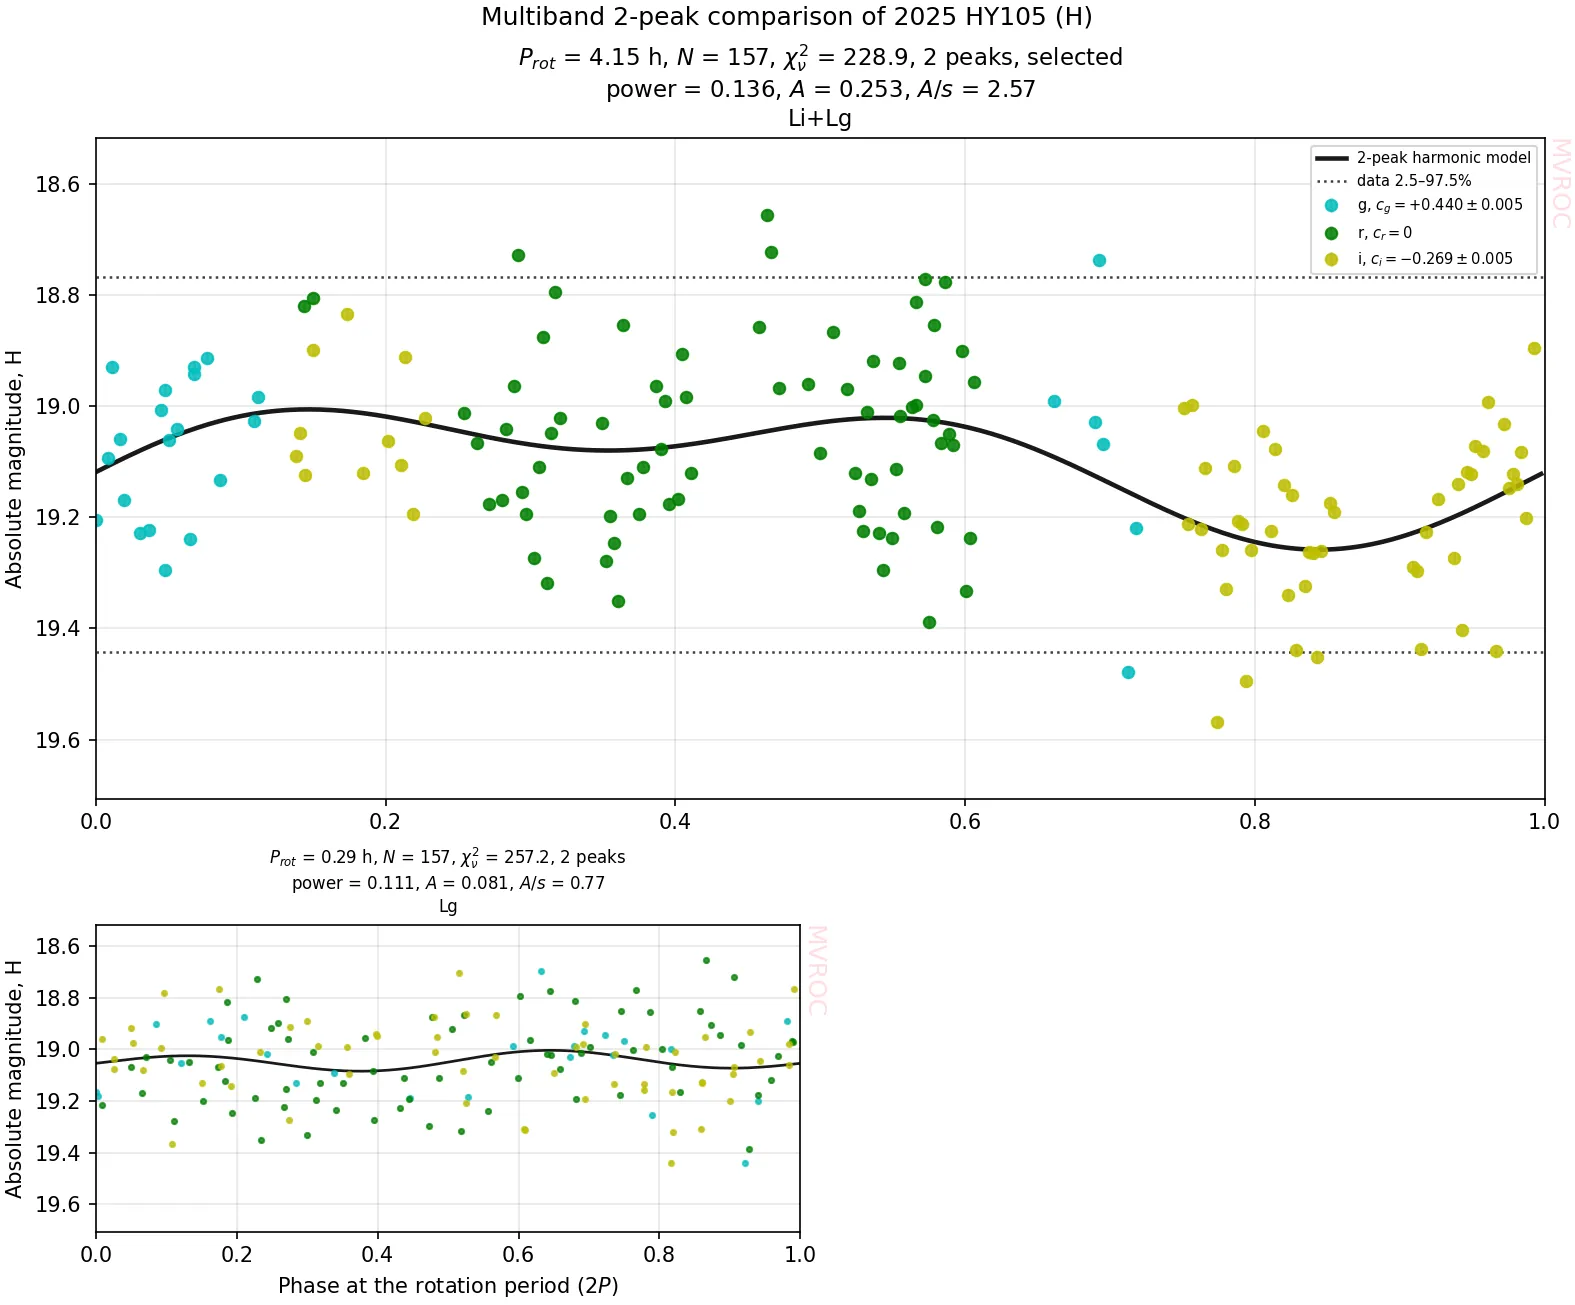 Multiband 2-peak comparison of 2025 HY105 (H)
P_rot = 4.15 h, N = 157, χ²_ν = 228.9, 2 peaks, selected
power = 0.136, A = 0.253, A/s = 2.57
Li+Lg
2-peak harmonic model
data 2.5–97.5%
g, c_g = +0.440 ± 0.005
r, c_r = 0
i, c_i = −0.269 ± 0.005
MVROC
Absolute magnitude, H
18.6
18.8
19.0
19.2
19.4
19.6
0.0 0.2 0.4 0.6 0.8 1.0
P_rot = 0.29 h, N = 157, χ²_ν = 257.2, 2 peaks
power = 0.111, A = 0.081, A/s = 0.77
Lg
MVROC
Absolute magnitude, H
18.6
18.8
19.0
19.2
19.4
19.6
0.0 0.2 0.4 0.6 0.8 1.0
Phase at the rotation period (2P)